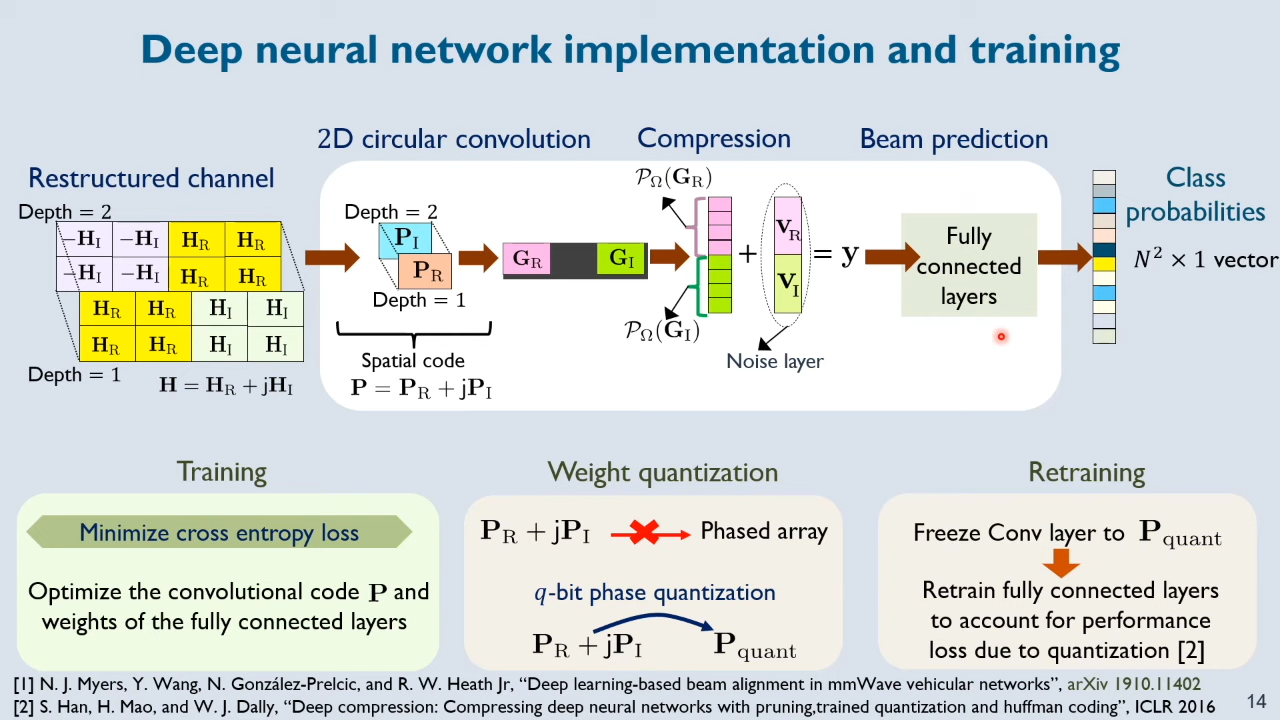 Deep neural network implementation and training
2D circular convolution
Compression
Beam prediction
Restructured channel
Depth = 2
−H_I −H_I H_R H_R
−H_I −H_I H_R H_R
H_R H_R H_I H_I
H_R H_R H_I H_I
Depth = 1
H = H_R + jH_I
Depth = 2
P_I
P_R
Depth = 1
Spatial code
P = P_R + jP_I
G_R G_I
𝒫_Ω(G_R)
𝒫_Ω(G_I)
+
v_R
v_I
Noise layer
= y
Fully
connected
layers
Class
probabilities
N² × 1 vector
Training
Minimize cross entropy loss
Optimize the convolutional code P and
weights of the fully connected layers
Weight quantization
P_R + jP_I Phased array
q-bit phase quantization
P_R + jP_I P_quant
Retraining
Freeze Conv layer to P_quant
Retrain fully connected layers
to account for performance
loss due to quantization [2]
[1] N. J. Myers, Y. Wang, N. González-Prelcic, and R. W. Heath Jr, “Deep learning-based beam alignment in mmWave vehicular networks”, arXiv 1910.11402
[2] S. Han, H. Mao, and W. J. Dally, “Deep compression: Compressing deep neural networks with pruning,trained quantization and huffman coding”, ICLR 2016
14